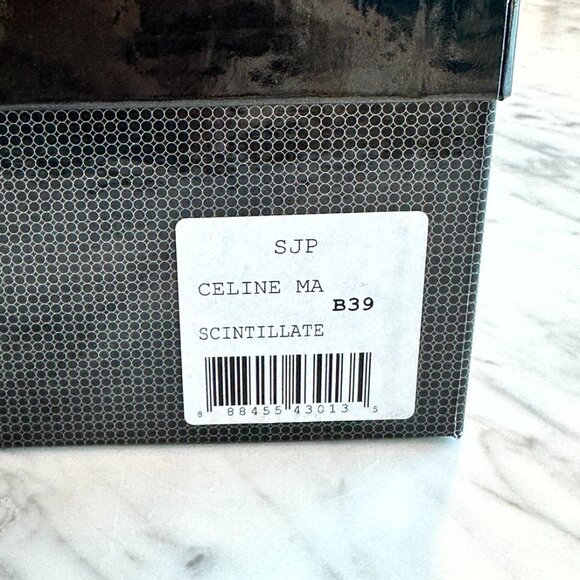 SJP
CELINE MA
B39
SCINTILLATE
8 88455 43013 5